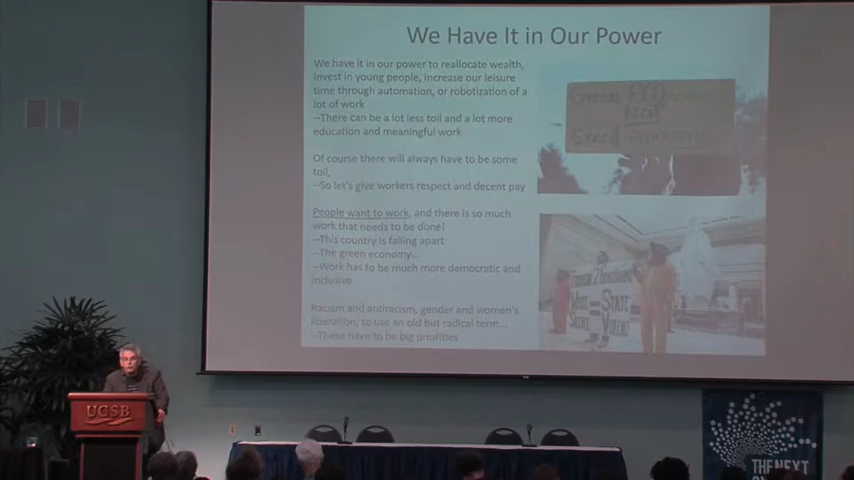 We Have It in Our Power
We have it in our power to reallocate wealth,
invest in young people, increase our leisure
time through automation, or robotization of a
lot of work
--There can be a lot less toil and a lot more
education and meaningful work
Of course there will always have to be some
toil,
--So let's give workers respect and decent pay
People want to work, and there is so much
work that needs to be done!
--This country is falling apart
--The green economy...
--Work has to be much more democratic and
inclusive
Racism and antiracism, gender and women's
liberation, to use an old but radical term...
--These have to be big priorities
Green ECOnomy
NOT
Greed
STATE
UCSB
THE NEXT